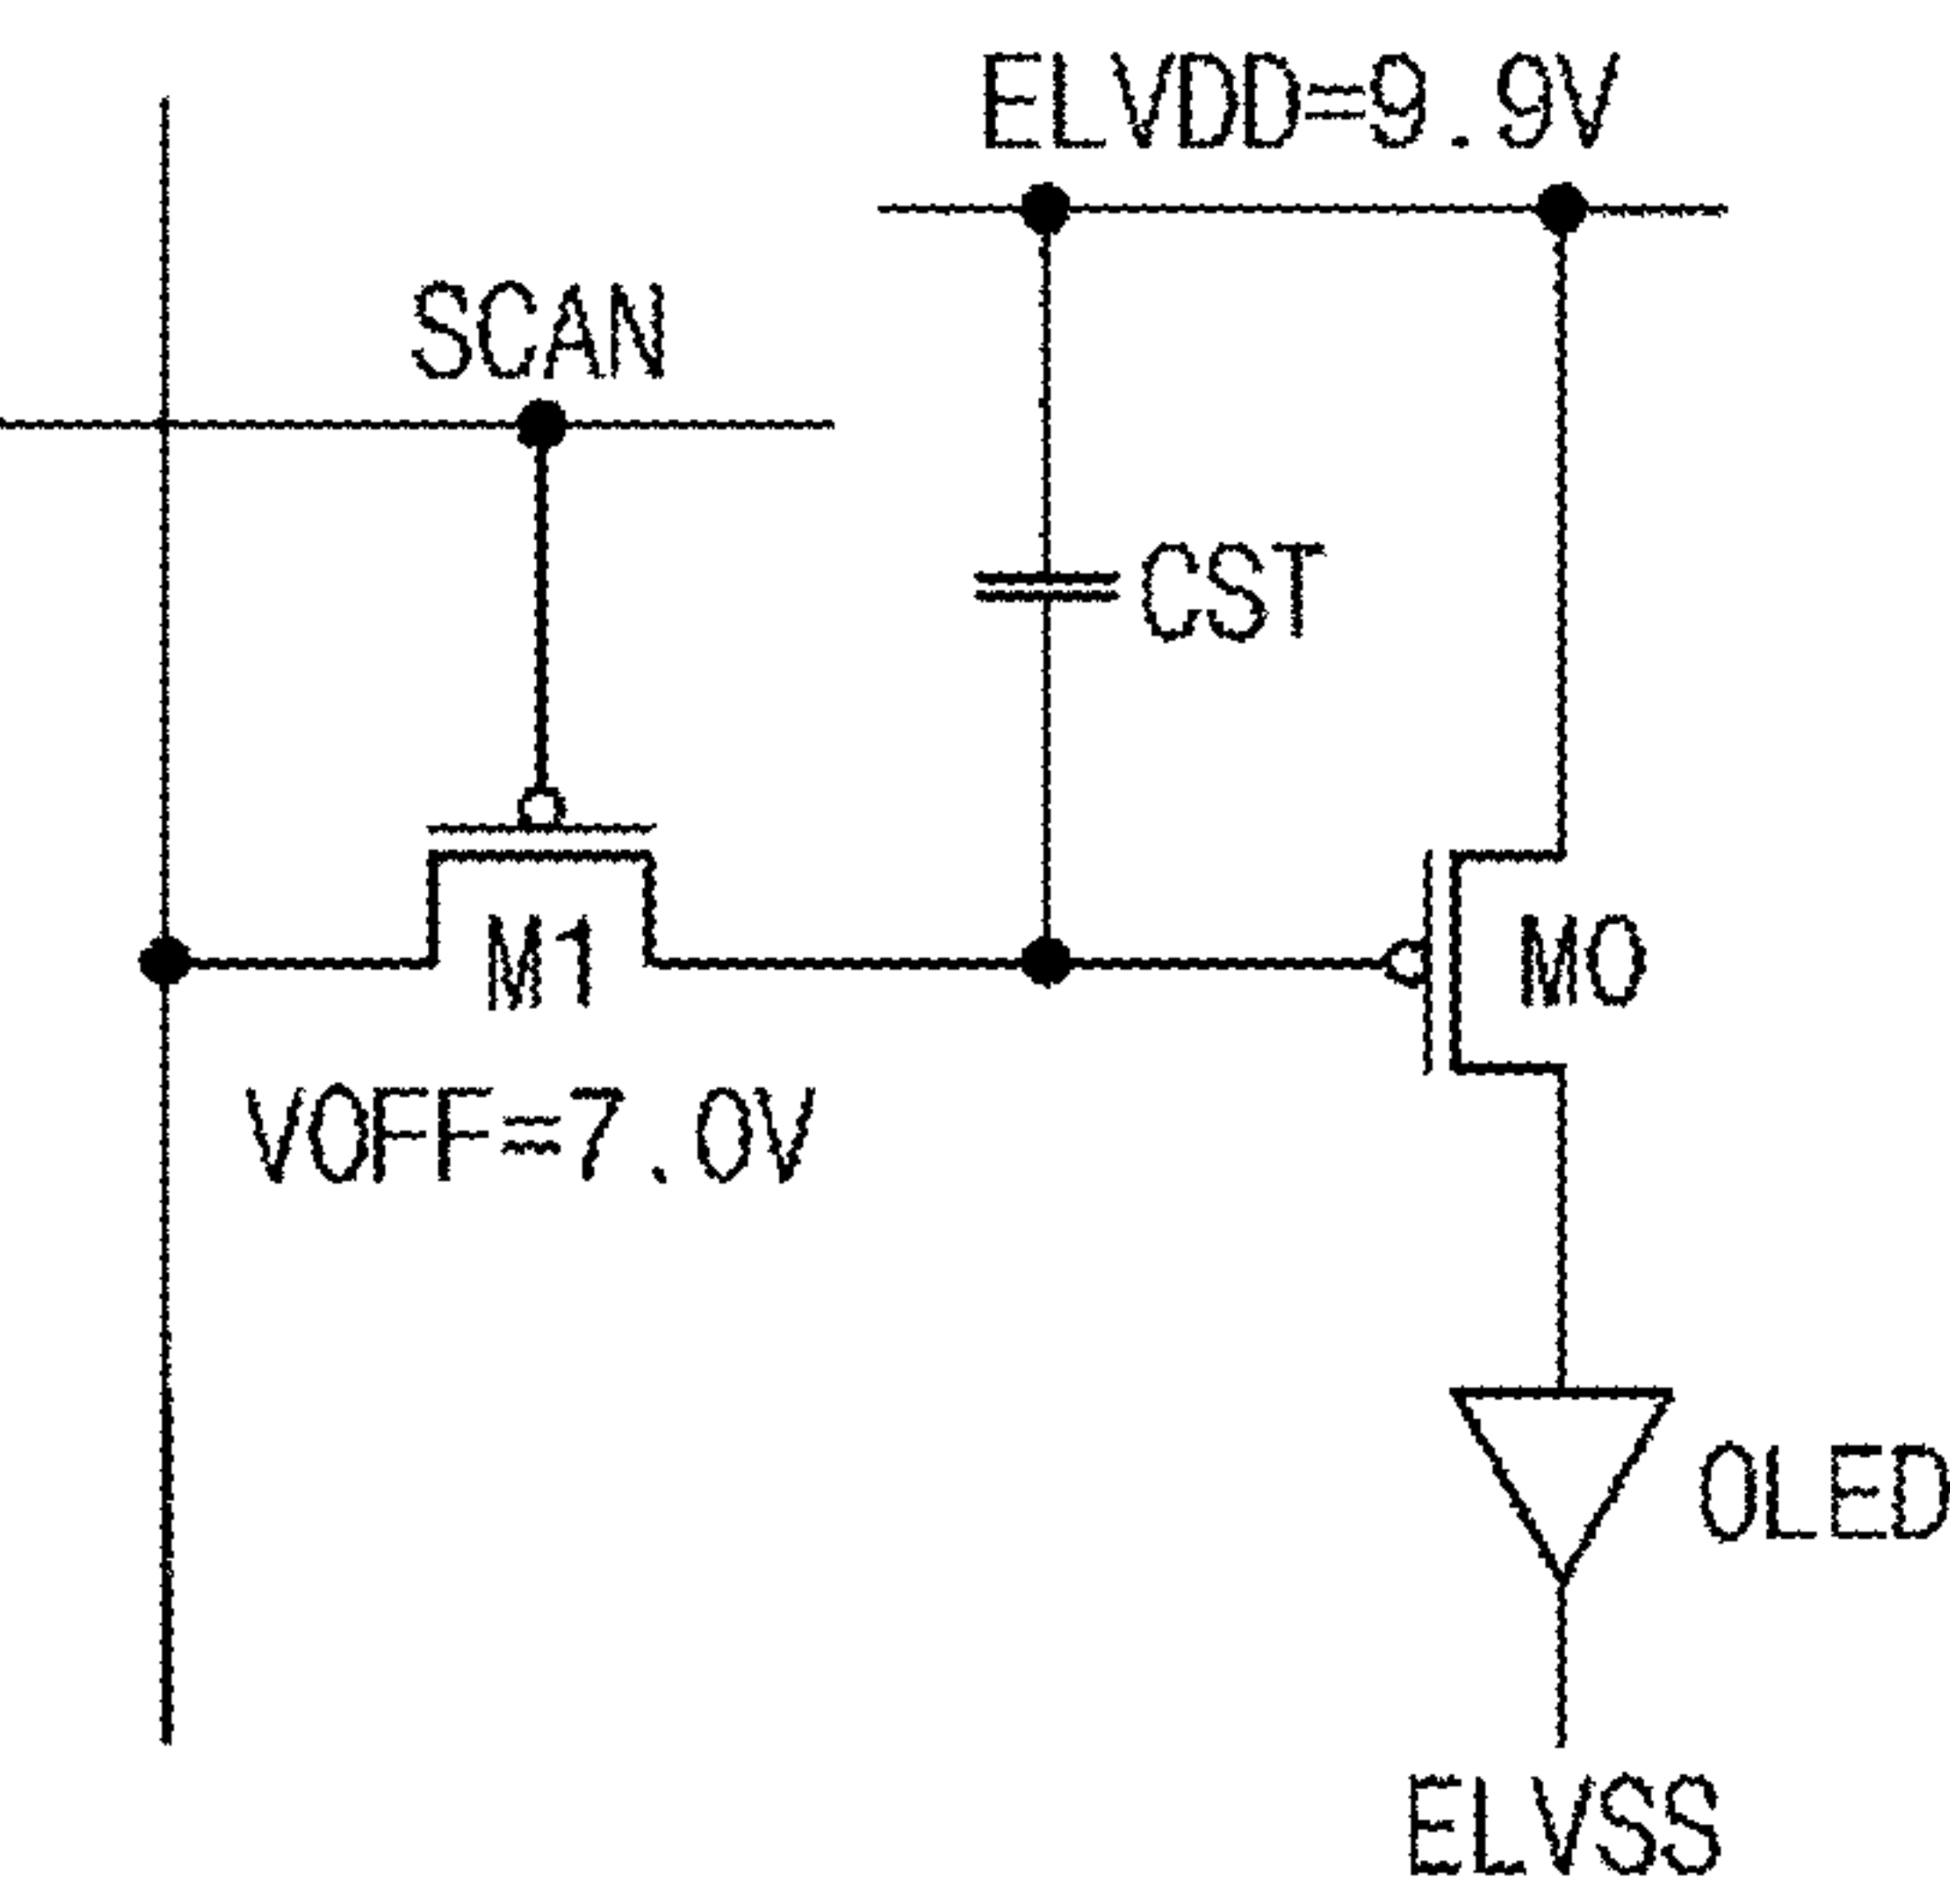 ELVDD=9.9V
SCAN
CST
M1
M0
VOFF=7.0V
OLED
ELVSS